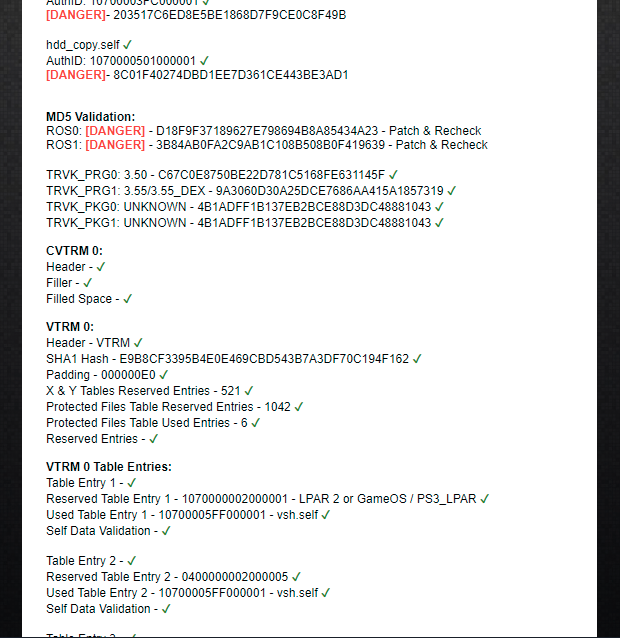 AuthID: 10700003FC000001 ✓
[DANGER]- 203517C6ED8E5BE1868D7F9CE0C8F49B
hdd_copy.self ✓
AuthID: 1070000501000001 ✓
[DANGER]- 8C01F40274DBD1EE7D361CE443BE3AD1
MD5 Validation:
ROS0: [DANGER] - D18F9F37189627E798694B8A85434A23 - Patch & Recheck
ROS1: [DANGER] - 3B84AB0FA2C9AB1C108B508B0F419639 - Patch & Recheck
TRVK_PRG0: 3.50 - C67C0E8750BE22D781C5168FE631145F ✓
TRVK_PRG1: 3.55/3.55_DEX - 9A3060D30A25DCE7686AA415A1857319 ✓
TRVK_PKG0: UNKNOWN - 4B1ADFF1B137EB2BCE88D3DC48881043 ✓
TRVK_PKG1: UNKNOWN - 4B1ADFF1B137EB2BCE88D3DC48881043 ✓
CVTRM 0:
Header - ✓
Filler - ✓
Filled Space - ✓
VTRM 0:
Header - VTRM ✓
SHA1 Hash - E9B8CF3395B4E0E469CBD543B7A3DF70C194F162 ✓
Padding - 000000E0 ✓
X & Y Tables Reserved Entries - 521 ✓
Protected Files Table Reserved Entries - 1042 ✓
Protected Files Table Used Entries - 6 ✓
Reserved Entries - ✓
VTRM 0 Table Entries:
Table Entry 1 - ✓
Reserved Table Entry 1 - 1070000002000001 - LPAR 2 or GameOS / PS3_LPAR ✓
Used Table Entry 1 - 10700005FF000001 - vsh.self ✓
Self Data Validation - ✓
Table Entry 2 - ✓
Reserved Table Entry 2 - 0400000002000005 ✓
Used Table Entry 2 - 10700005FF000001 - vsh.self ✓
Self Data Validation - ✓
Table Entry 3 - ✓